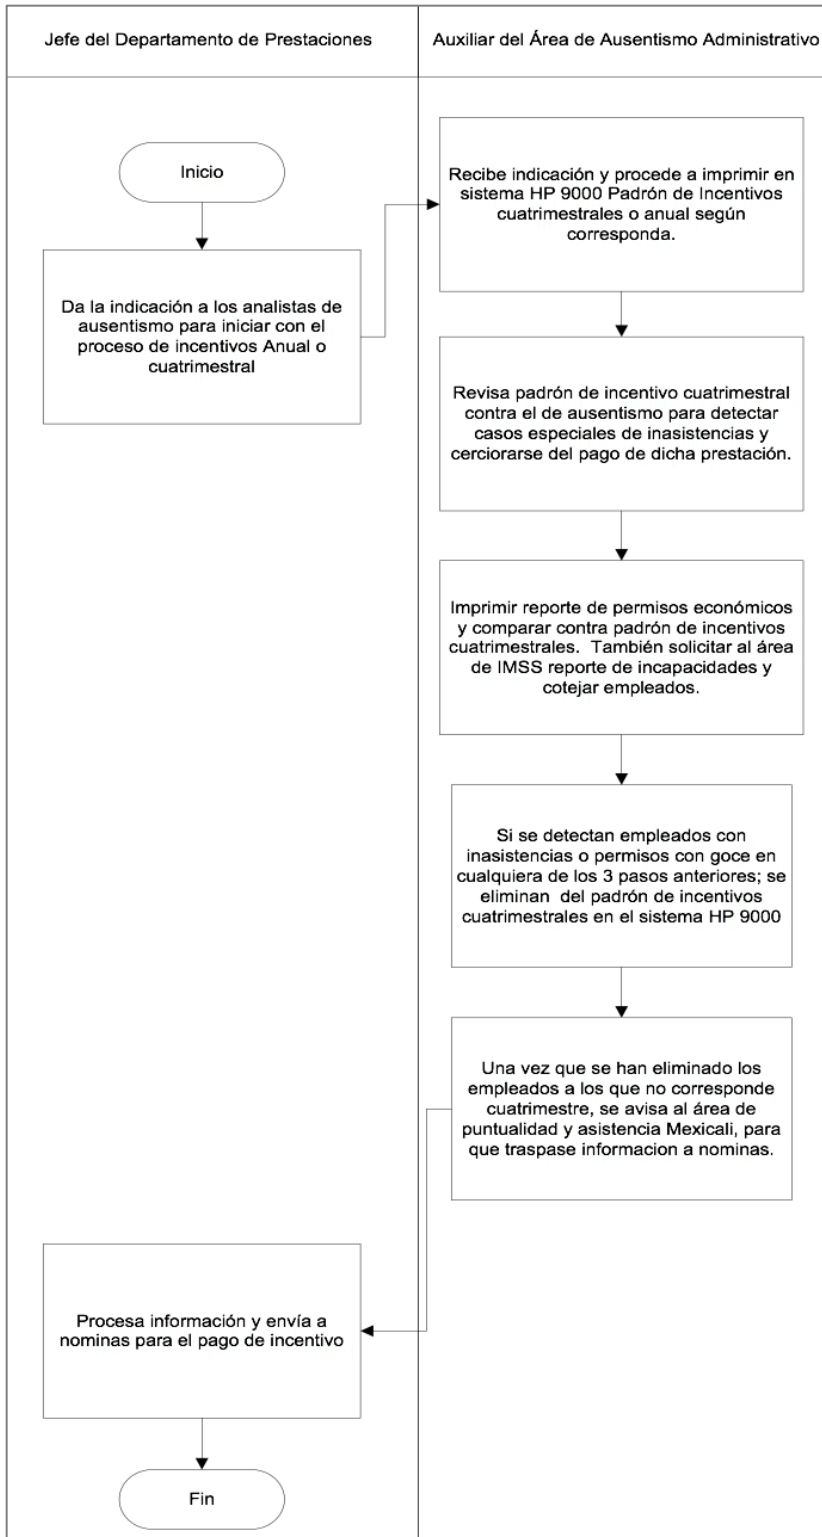 Jefe del Departamento de Prestaciones
Auxiliar del Área de Ausentismo Administrativo
Inicio
Da la indicación a los analistas de
ausentismo para iniciar con el
proceso de incentivos Anual o
cuatrimestral
Recibe indicación y procede a imprimir en
sistema HP 9000 Padrón de Incentivos
cuatrimestrales o anual según
corresponda.
Revisa padrón de incentivo cuatrimestral
contra el de ausentismo para detectar
casos especiales de inasistencias y
cerciorarse del pago de dicha prestación.
Imprimir reporte de permisos económicos
y comparar contra padrón de incentivos
cuatrimestrales. También solicitar al área
de IMSS reporte de incapacidades y
cotejar empleados.
Si se detectan empleados con
inasistencias o permisos con goce en
cualquiera de los 3 pasos anteriores; se
eliminan del padrón de incentivos
cuatrimestrales en el sistema HP 9000
Una vez que se han eliminado los
empleados a los que no corresponde
cuatrimestre, se avisa al área de
puntualidad y asistencia Mexicali, para
que traspase informacion a nominas.
Procesa información y envía a
nominas para el pago de incentivo
Fin